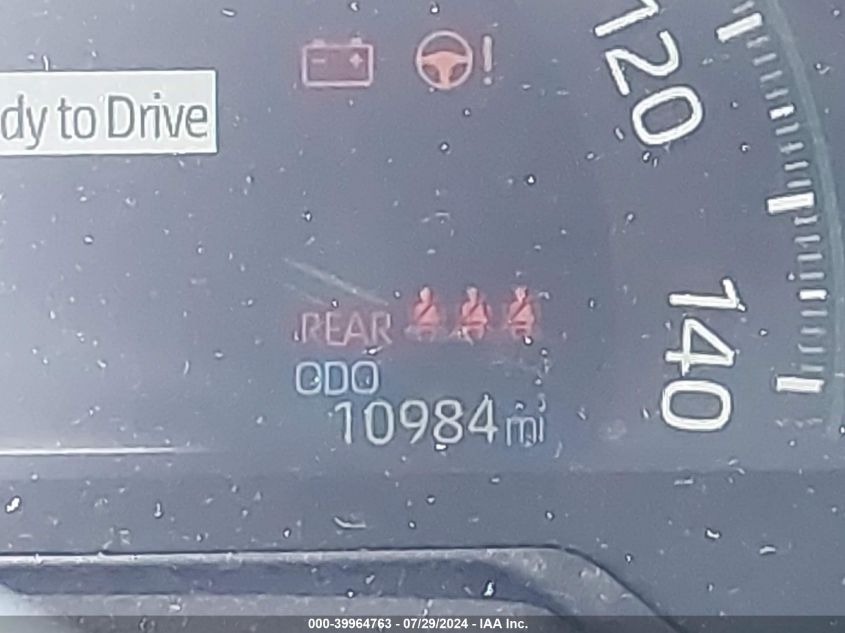 120
dy to Drive
140
REAR
ODO
10984 mi
000-39964763 - 07/29/2024 - IAA Inc.